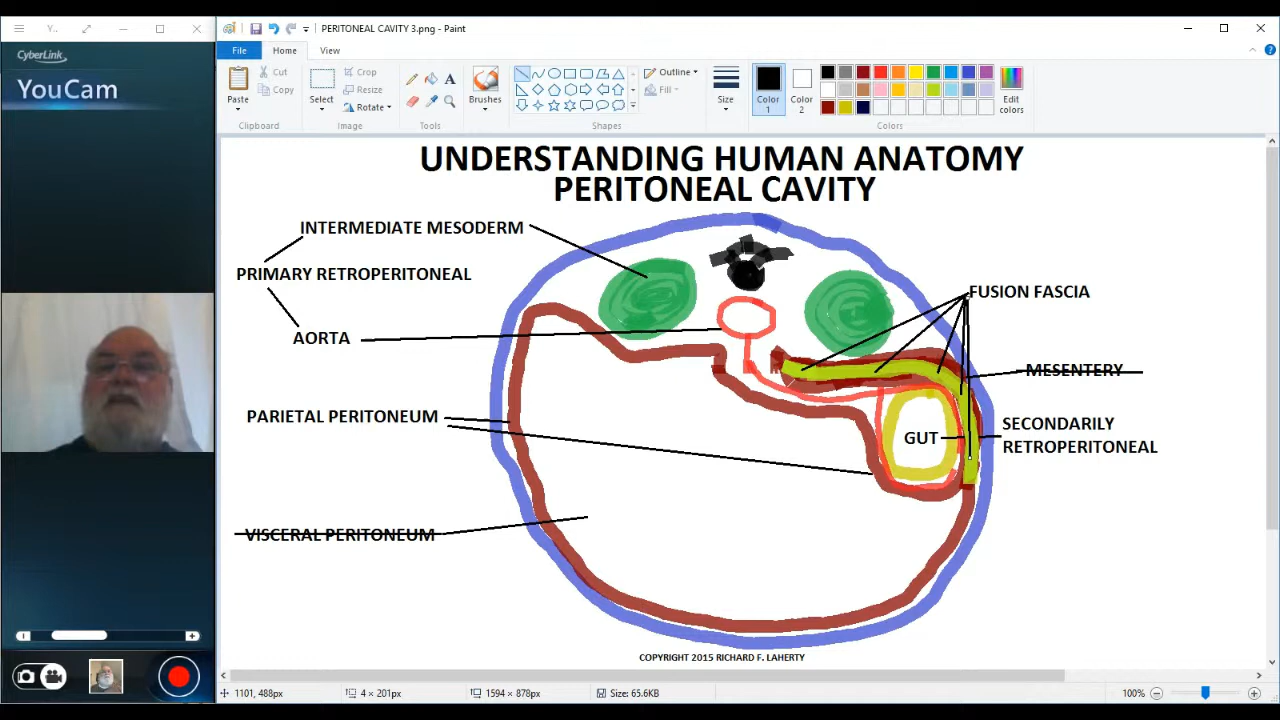 Y...
PERITONEAL CAVITY 3.png - Paint
CyberLink
YouCam
File
Home
View
Paste
Cut
Copy
Clipboard
Select
Crop
Resize
Rotate
Image
Tools
Brushes
Shapes
Outline
Fill
Size
Color
1
Color
2
Edit
colors
Colors
UNDERSTANDING HUMAN ANATOMY
PERITONEAL CAVITY
INTERMEDIATE MESODERM
PRIMARY RETROPERITONEAL
AORTA
PARIETAL PERITONEUM
VISCERAL PERITONEUM
FUSION FASCIA
MESENTERY
GUT
SECONDARILY
RETROPERITONEAL
COPYRIGHT 2015 RICHARD F. LAHERTY
1101, 488px
4 × 201px
1594 × 878px
Size: 65.6KB
100%